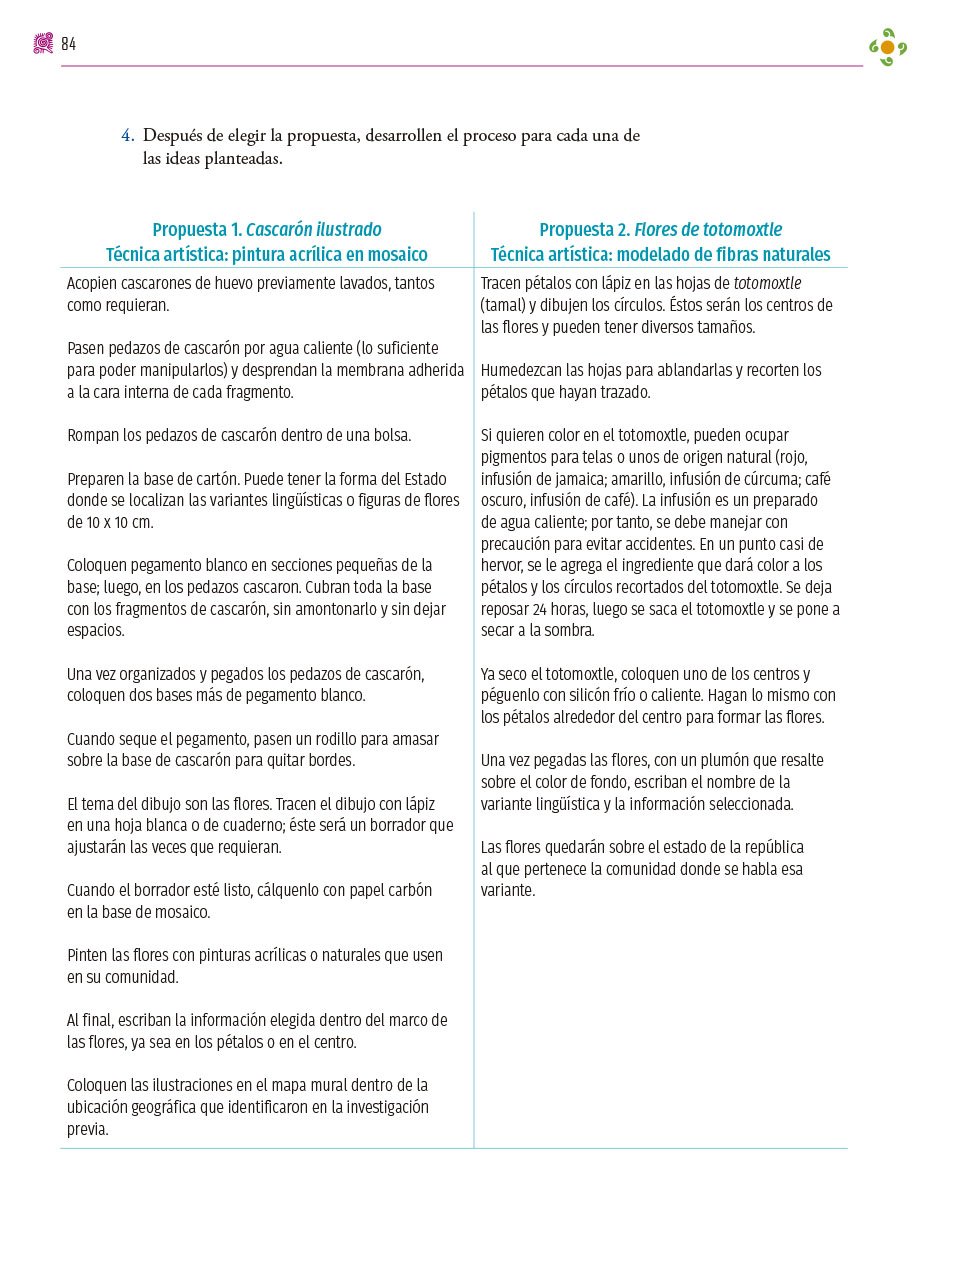 84
4. Después de elegir la propuesta, desarrollen el proceso para cada una de
las ideas planteadas.
Propuesta 1. Cascarón ilustrado
Técnica artística: pintura acrílica en mosaico
Acopien cascarones de huevo previamente lavados, tantos
como requieran.
Pasen pedazos de cascarón por agua caliente (lo suficiente
para poder manipularlos) y desprendan la membrana adherida
a la cara interna de cada fragmento.
Rompan los pedazos de cascarón dentro de una bolsa.
Preparen la base de cartón. Puede tener la forma del Estado
donde se localizan las variantes lingüísticas o figuras de flores
de 10 x 10 cm.
Coloquen pegamento blanco en secciones pequeñas de la
base; luego, en los pedazos cascaron. Cubran toda la base
con los fragmentos de cascarón, sin amontonarlo y sin dejar
espacios.
Una vez organizados y pegados los pedazos de cascarón,
coloquen dos bases más de pegamento blanco.
Cuando seque el pegamento, pasen un rodillo para amasar
sobre la base de cascarón para quitar bordes.
El tema del dibujo son las flores. Tracen el dibujo con lápiz
en una hoja blanca o de cuaderno; éste será un borrador que
ajustarán las veces que requieran.
Cuando el borrador esté listo, cálquenlo con papel carbón
en la base de mosaico.
Pinten las flores con pinturas acrílicas o naturales que usen
en su comunidad.
Al final, escriban la información elegida dentro del marco de
las flores, ya sea en los pétalos o en el centro.
Coloquen las ilustraciones en el mapa mural dentro de la
ubicación geográfica que identificaron en la investigación
previa.
Propuesta 2. Flores de totomoxtle
Técnica artística: modelado de fibras naturales
Tracen pétalos con lápiz en las hojas de totomoxtle
(tamal) y dibujen los círculos. Éstos serán los centros de
las flores y pueden tener diversos tamaños.
Humedezcan las hojas para ablandarlas y recorten los
pétalos que hayan trazado.
Si quieren color en el totomoxtle, pueden ocupar
pigmentos para telas o unos de origen natural (rojo,
infusión de jamaica; amarillo, infusión de cúrcuma; café
oscuro, infusión de café). La infusión es un preparado
de agua caliente; por tanto, se debe manejar con
precaución para evitar accidentes. En un punto casi de
hervor, se le agrega el ingrediente que dará color a los
pétalos y los círculos recortados del totomoxtle. Se deja
reposar 24 horas, luego se saca el totomoxtle y se pone a
secar a la sombra.
Ya seco el totomoxtle, coloquen uno de los centros y
péguenlo con silicón frío o caliente. Hagan lo mismo con
los pétalos alrededor del centro para formar las flores.
Una vez pegadas las flores, con un plumón que resalte
sobre el color de fondo, escriban el nombre de la
variante lingüística y la información seleccionada.
Las flores quedarán sobre el estado de la república
al que pertenece la comunidad donde se habla esa
variante.